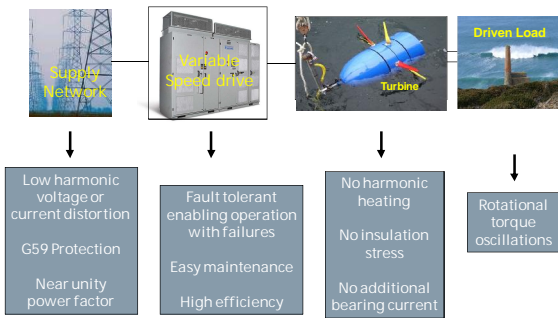 Supply
Network
Variable
Speed drive
Turbine
Driven Load
Low harmonic
voltage or
current distortion
G59 Protection
Near unity
power factor
Fault tolerant
enabling operation
with failures
Easy maintenance
High efficiency
No harmonic
heating
No insulation
stress
No additional
bearing current
Rotational
torque
oscillations